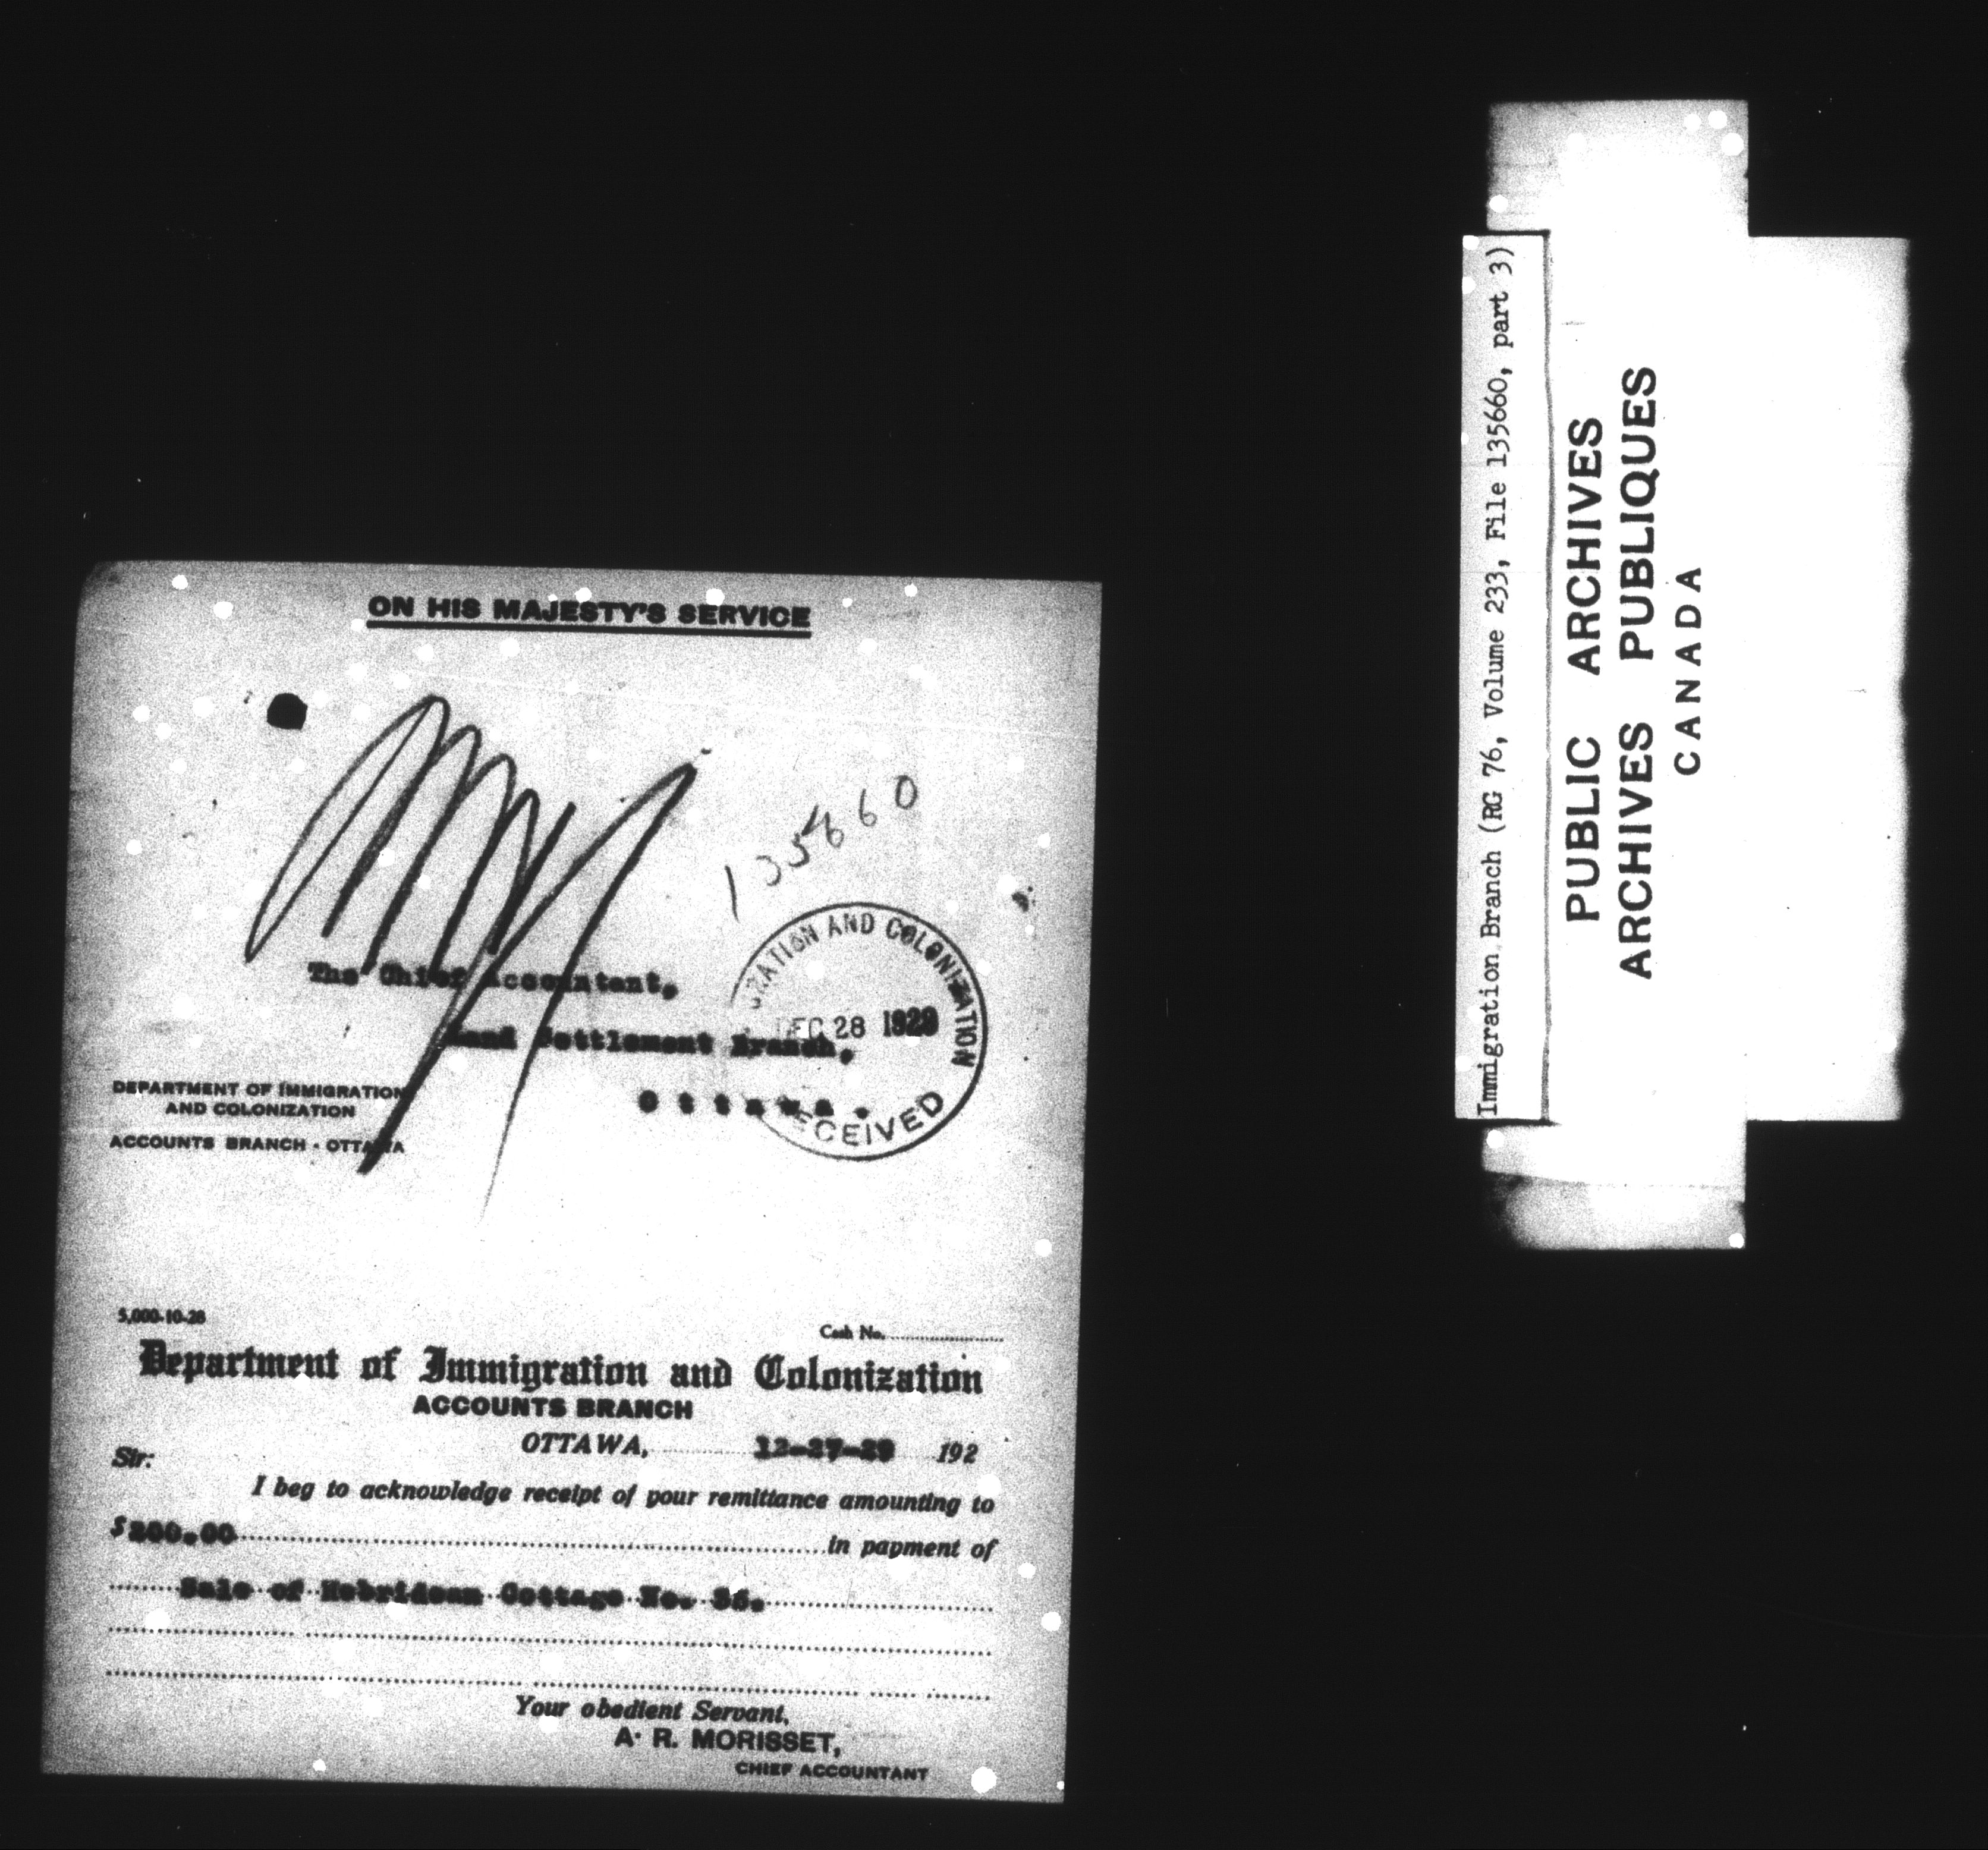 ON HIS MAJESTY'S SERVICE
135660
The Chief Accountant,
Land Settlement Branch,
Ottawa.
RATION AND COLONIZATION
DEC 28 1929
RECEIVED
DEPARTMENT OF IMMIGRATION
AND COLONIZATION
ACCOUNTS BRANCH - OTTAWA
5,000-10-28
Cash No.
Department of Immigration and Colonization
ACCOUNTS BRANCH
OTTAWA, 12-27-29 192
Sir:
I beg to acknowledge receipt of your remittance amounting to
$200.00 in payment of
Sale of Hebridean Cottage No.
Your obedient Servant,
A. R. MORISSET,
CHIEF ACCOUNTANT
Immigration Branch (RG 76, Volume 233, File 135660, part 3)
PUBLIC ARCHIVES
ARCHIVES PUBLIQUES
CANADA